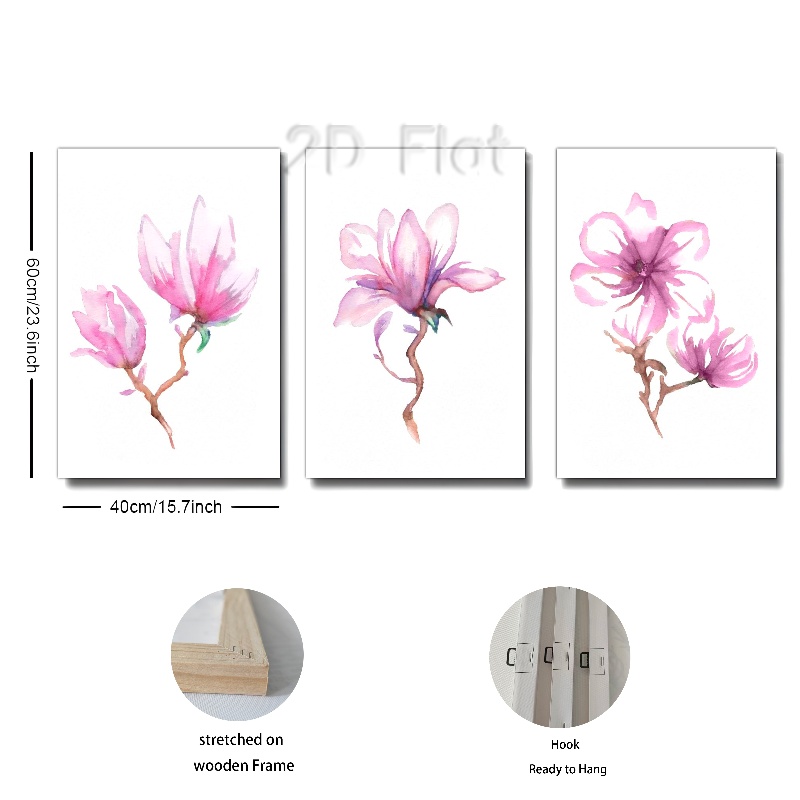 2D Flat
60cm/23.6inch
40cm/15.7inch
stretched on
wooden Frame
Hook
Ready to Hang